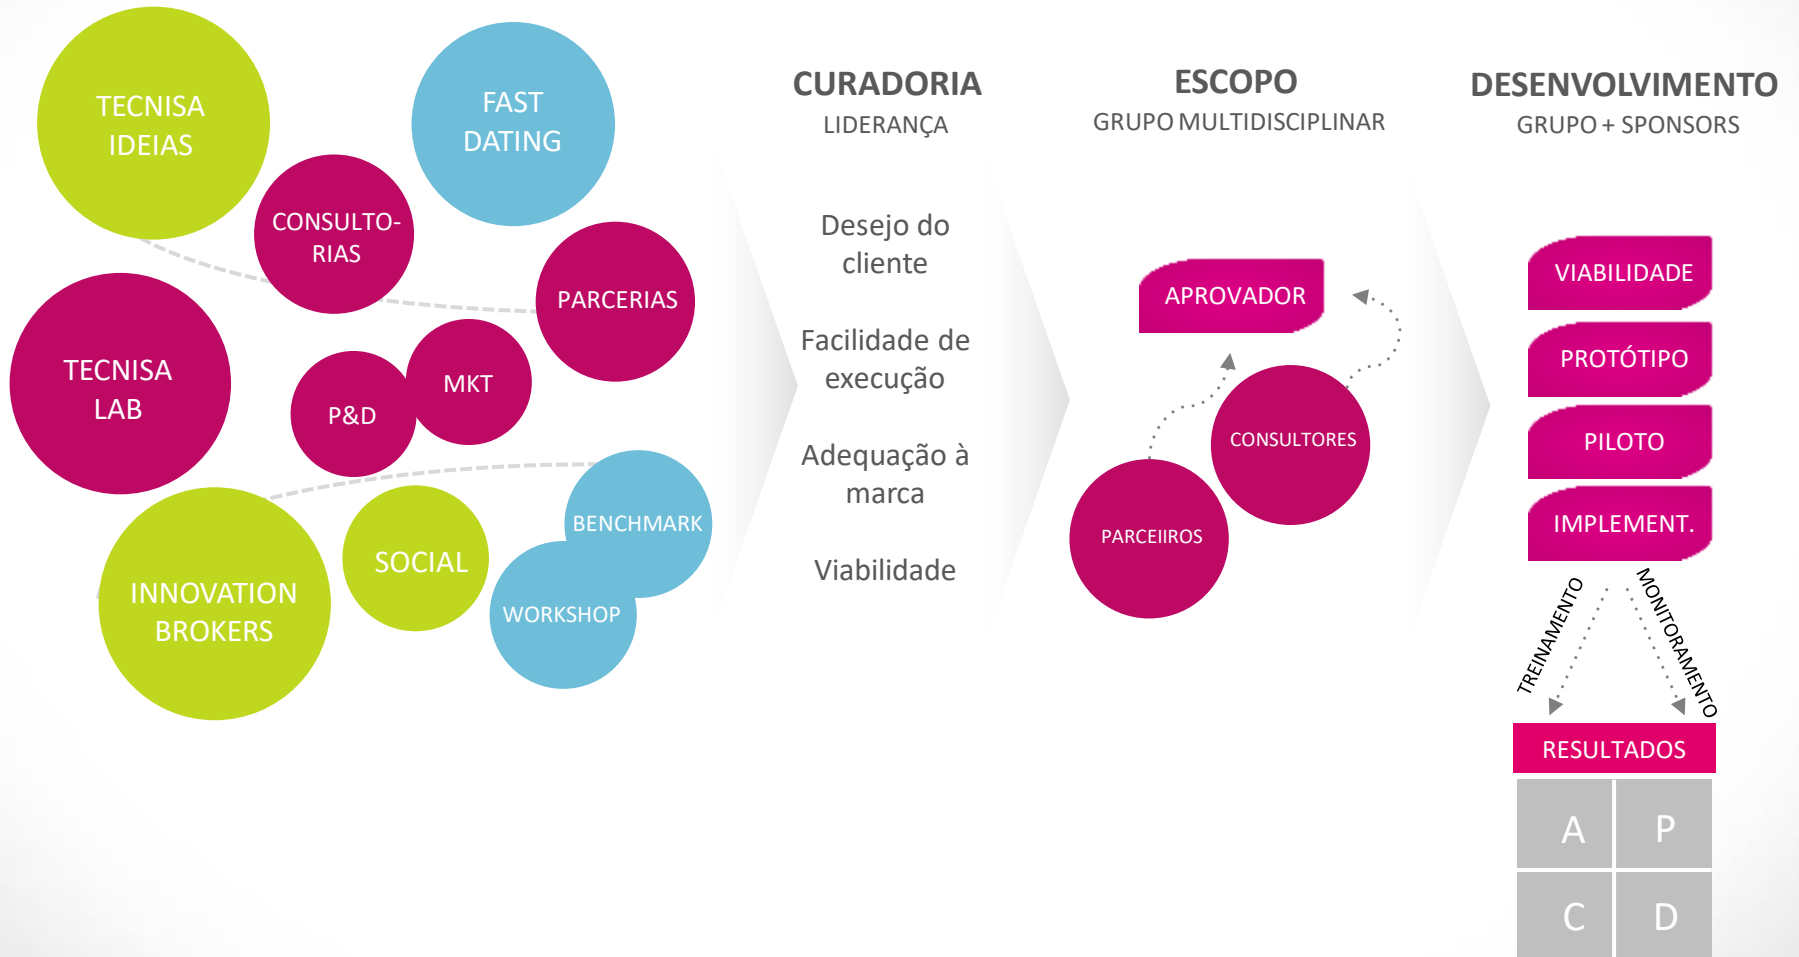 TECNISA
IDEIAS
FAST
DATING
CONSULTO-
RIAS
PARCERIAS
TECNISA
LAB
MKT
P&D
INNOVATION
BROKERS
SOCIAL
BENCHMARK
WORKSHOP
CURADORIA
LIDERANÇA
Desejo do
cliente
Facilidade de
execução
Adequação à
marca
Viabilidade
ESCOPO
GRUPO MULTIDISCIPLINAR
APROVADOR
CONSULTORES
PARCEIIROS
DESENVOLVIMENTO
GRUPO + SPONSORS
VIABILIDADE
PROTÓTIPO
PILOTO
IMPLEMENT.
TREINAMENTO
MONITORAMENTO
RESULTADOS
A P
C D